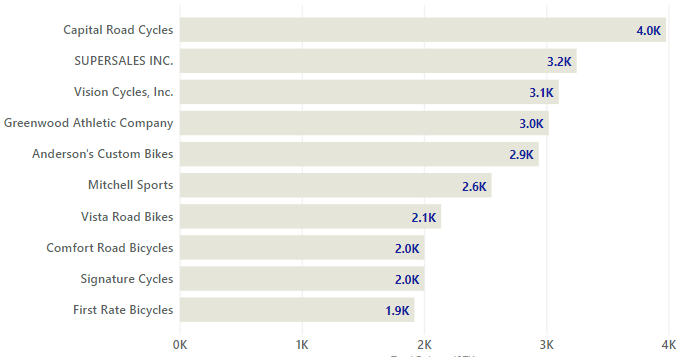 Capital Road Cycles 4.0K
SUPERSALES INC. 3.2K
Vision Cycles, Inc. 3.1K
Greenwood Athletic Company 3.0K
Anderson's Custom Bikes 2.9K
Mitchell Sports 2.6K
Vista Road Bikes 2.1K
Comfort Road Bicycles 2.0K
Signature Cycles 2.0K
First Rate Bicycles 1.9K
0K 1K 2K 3K 4K